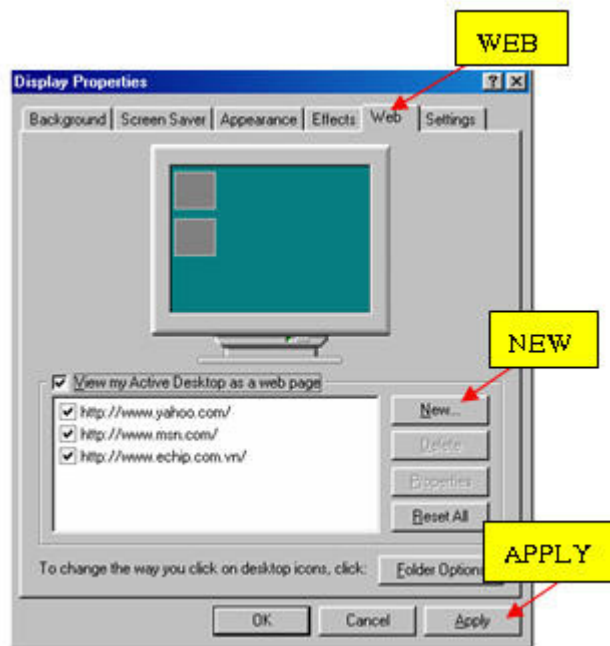 WEB
Display Properties
Background Screen Saver Appearance Effects Web Settings
NEW
View my Active Desktop as a web page
http://www.yahoo.com/
http://www.msn.com/
http://www.echip.com.vn/
New...
Delete
Properties
Reset All
APPLY
To change the way you click on desktop icons, click:
Folder Options
OK Cancel Apply